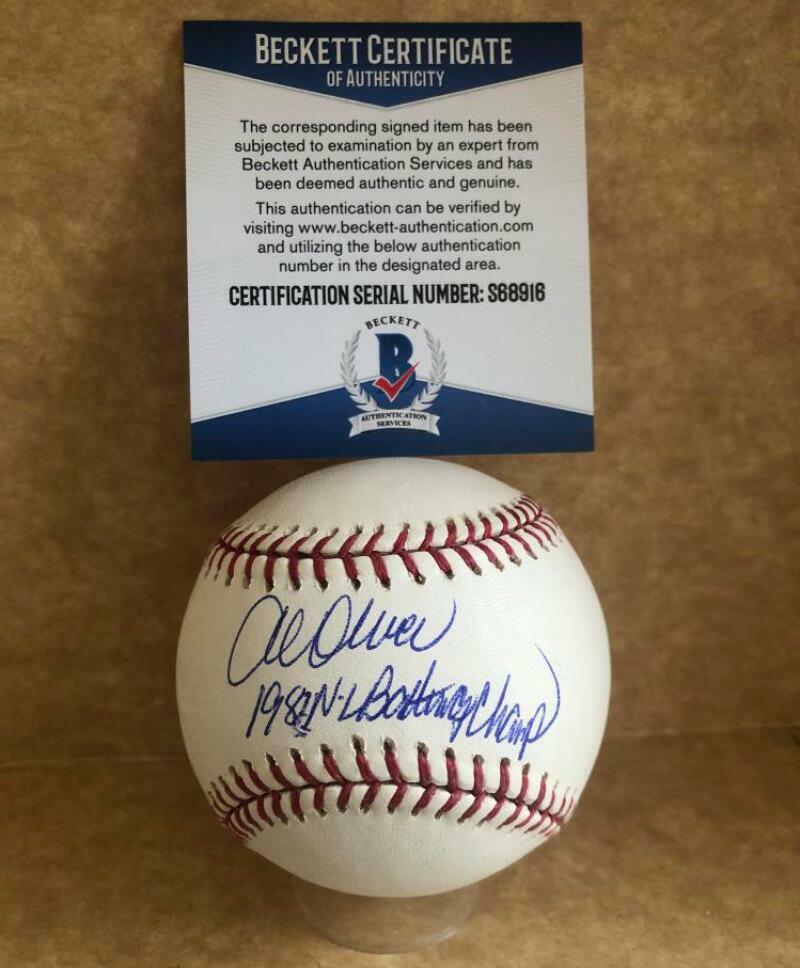 BECKETT CERTIFICATE
OF AUTHENTICITY
The corresponding signed item has been
subjected to examination by an expert from
Beckett Authentication Services and has
been deemed authentic and genuine.
This authentication can be verified by
visiting www.beckett-authentication.com
and utilizing the below authentication
number in the designated area.
CERTIFICATION SERIAL NUMBER: S68916
BECKETT
B
AUTHENTICATION
SERVICES
Al Oliver
1982 N-L Batting Champ